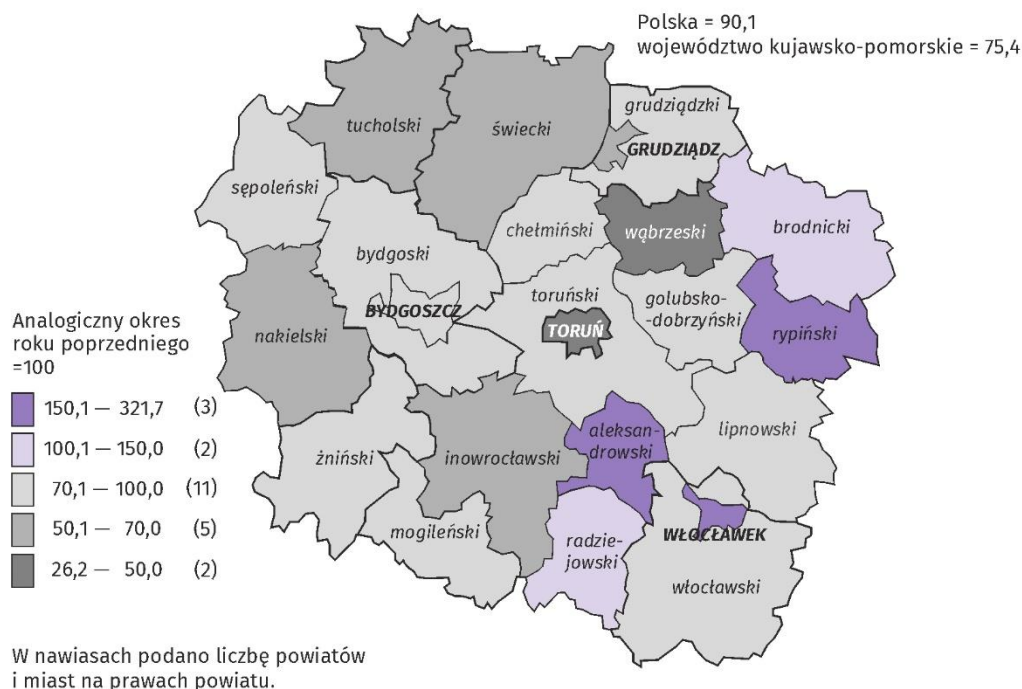 Polska = 90,1
województwo kujawsko-pomorskie = 75,4
grudziądzki
tucholski
świecki
GRUDZIĄDZ
sępoleński
chełmiński
wąbrzeski
brodnicki
bydgoski
toruński
golubsko-
-dobrzyński
BYDGOSZCZ
TORUŃ
nakielski
rypiński
Analogiczny okres
roku poprzedniego
=100
150,1 — 321,7 (3)
100,1 — 150,0 (2)
70,1 — 100,0 (11)
50,1 — 70,0 (5)
26,2 — 50,0 (2)
aleksan-
drowski
lipnowski
żniński
inowrocławski
mogileński
radzie-
jowski
WŁOCŁAWEK
włocławski
W nawiasach podano liczbę powiatów
i miast na prawach powiatu.